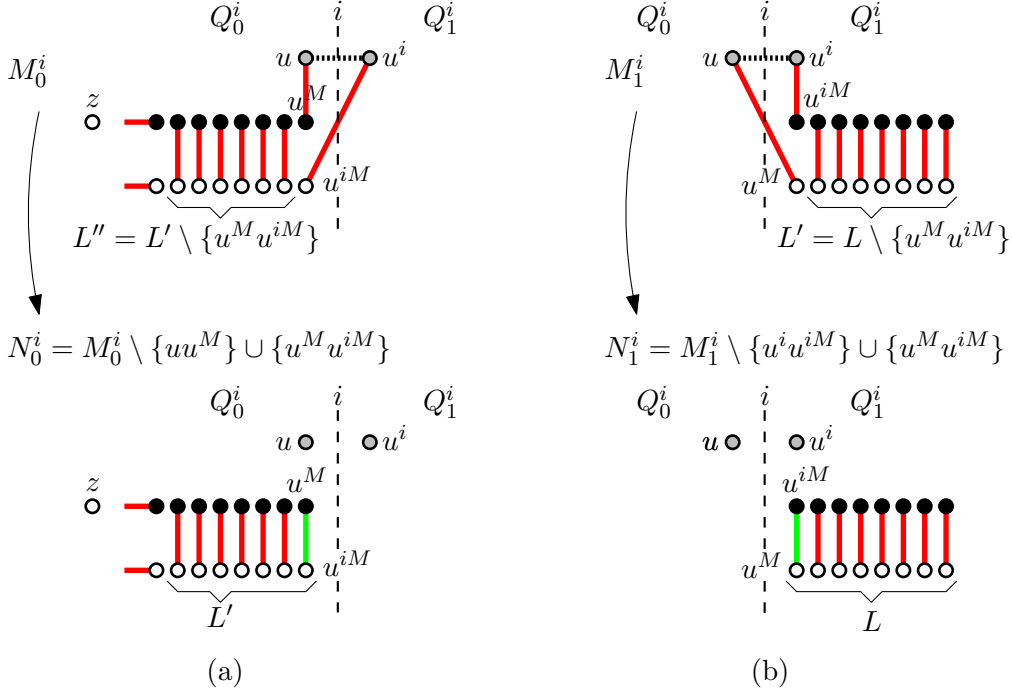 Q_0^i i Q_1^i
u u^i
M_0^i
z u^M
u^{iM}
L'' = L' \ {u^M u^{iM}}
N_0^i = M_0^i \ {uu^M} ∪ {u^M u^{iM}}
Q_0^i i Q_1^i
u u^i
z u^M
u^{iM}
L'
(a)
Q_0^i i Q_1^i
u u^i
M_1^i
u^{iM}
u^M
L' = L \ {u^M u^{iM}}
N_1^i = M_1^i \ {u^i u^{iM}} ∪ {u^M u^{iM}}
Q_0^i i Q_1^i
u u^i
u^{iM}
u^M
L
(b)